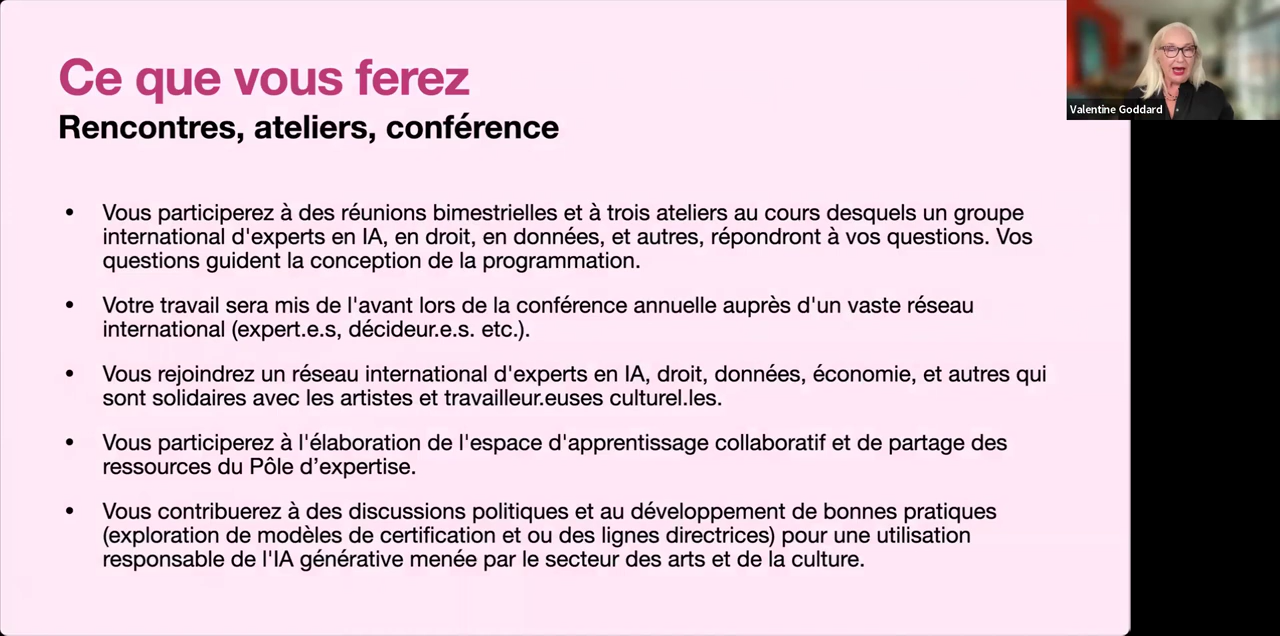 Ce que vous ferez
Rencontres, ateliers, conférence
• Vous participerez à des réunions bimestrielles et à trois ateliers au cours desquels un groupe
international d'experts en IA, en droit, en données, et autres, répondront à vos questions. Vos
questions guident la conception de la programmation.
• Votre travail sera mis de l'avant lors de la conférence annuelle auprès d'un vaste réseau
international (expert.e.s, décideur.e.s. etc.).
• Vous rejoindrez un réseau international d'experts en IA, droit, données, économie, et autres qui
sont solidaires avec les artistes et travailleur.euses culturel.les.
• Vous participerez à l'élaboration de l'espace d'apprentissage collaboratif et de partage des
ressources du Pôle d’expertise.
• Vous contribuerez à des discussions politiques et au développement de bonnes pratiques
(exploration de modèles de certification et ou des lignes directrices) pour une utilisation
responsable de l'IA générative menée par le secteur des arts et de la culture.
Valentine Goddard